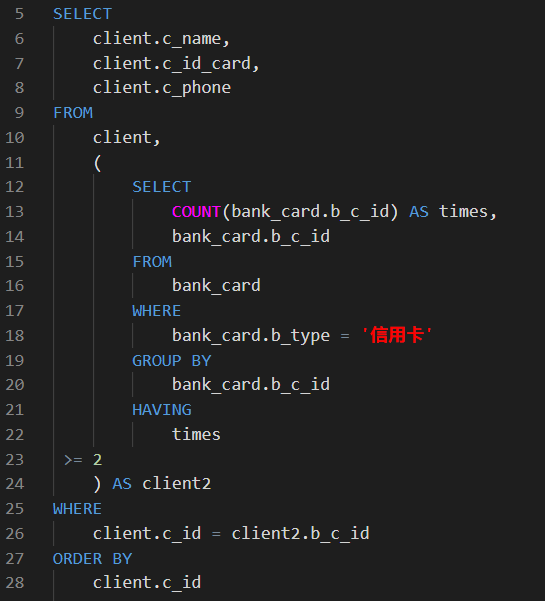 5 SELECT
6 client.c_name,
7 client.c_id_card,
8 client.c_phone
9 FROM
10 client,
11 (
12 SELECT
13 COUNT(bank_card.b_c_id) AS times,
14 bank_card.b_c_id
15 FROM
16 bank_card
17 WHERE
18 bank_card.b_type = '信用卡'
19 GROUP BY
20 bank_card.b_c_id
21 HAVING
22 times
23 >= 2
24 ) AS client2
25 WHERE
26 client.c_id = client2.b_c_id
27 ORDER BY
28 client.c_id